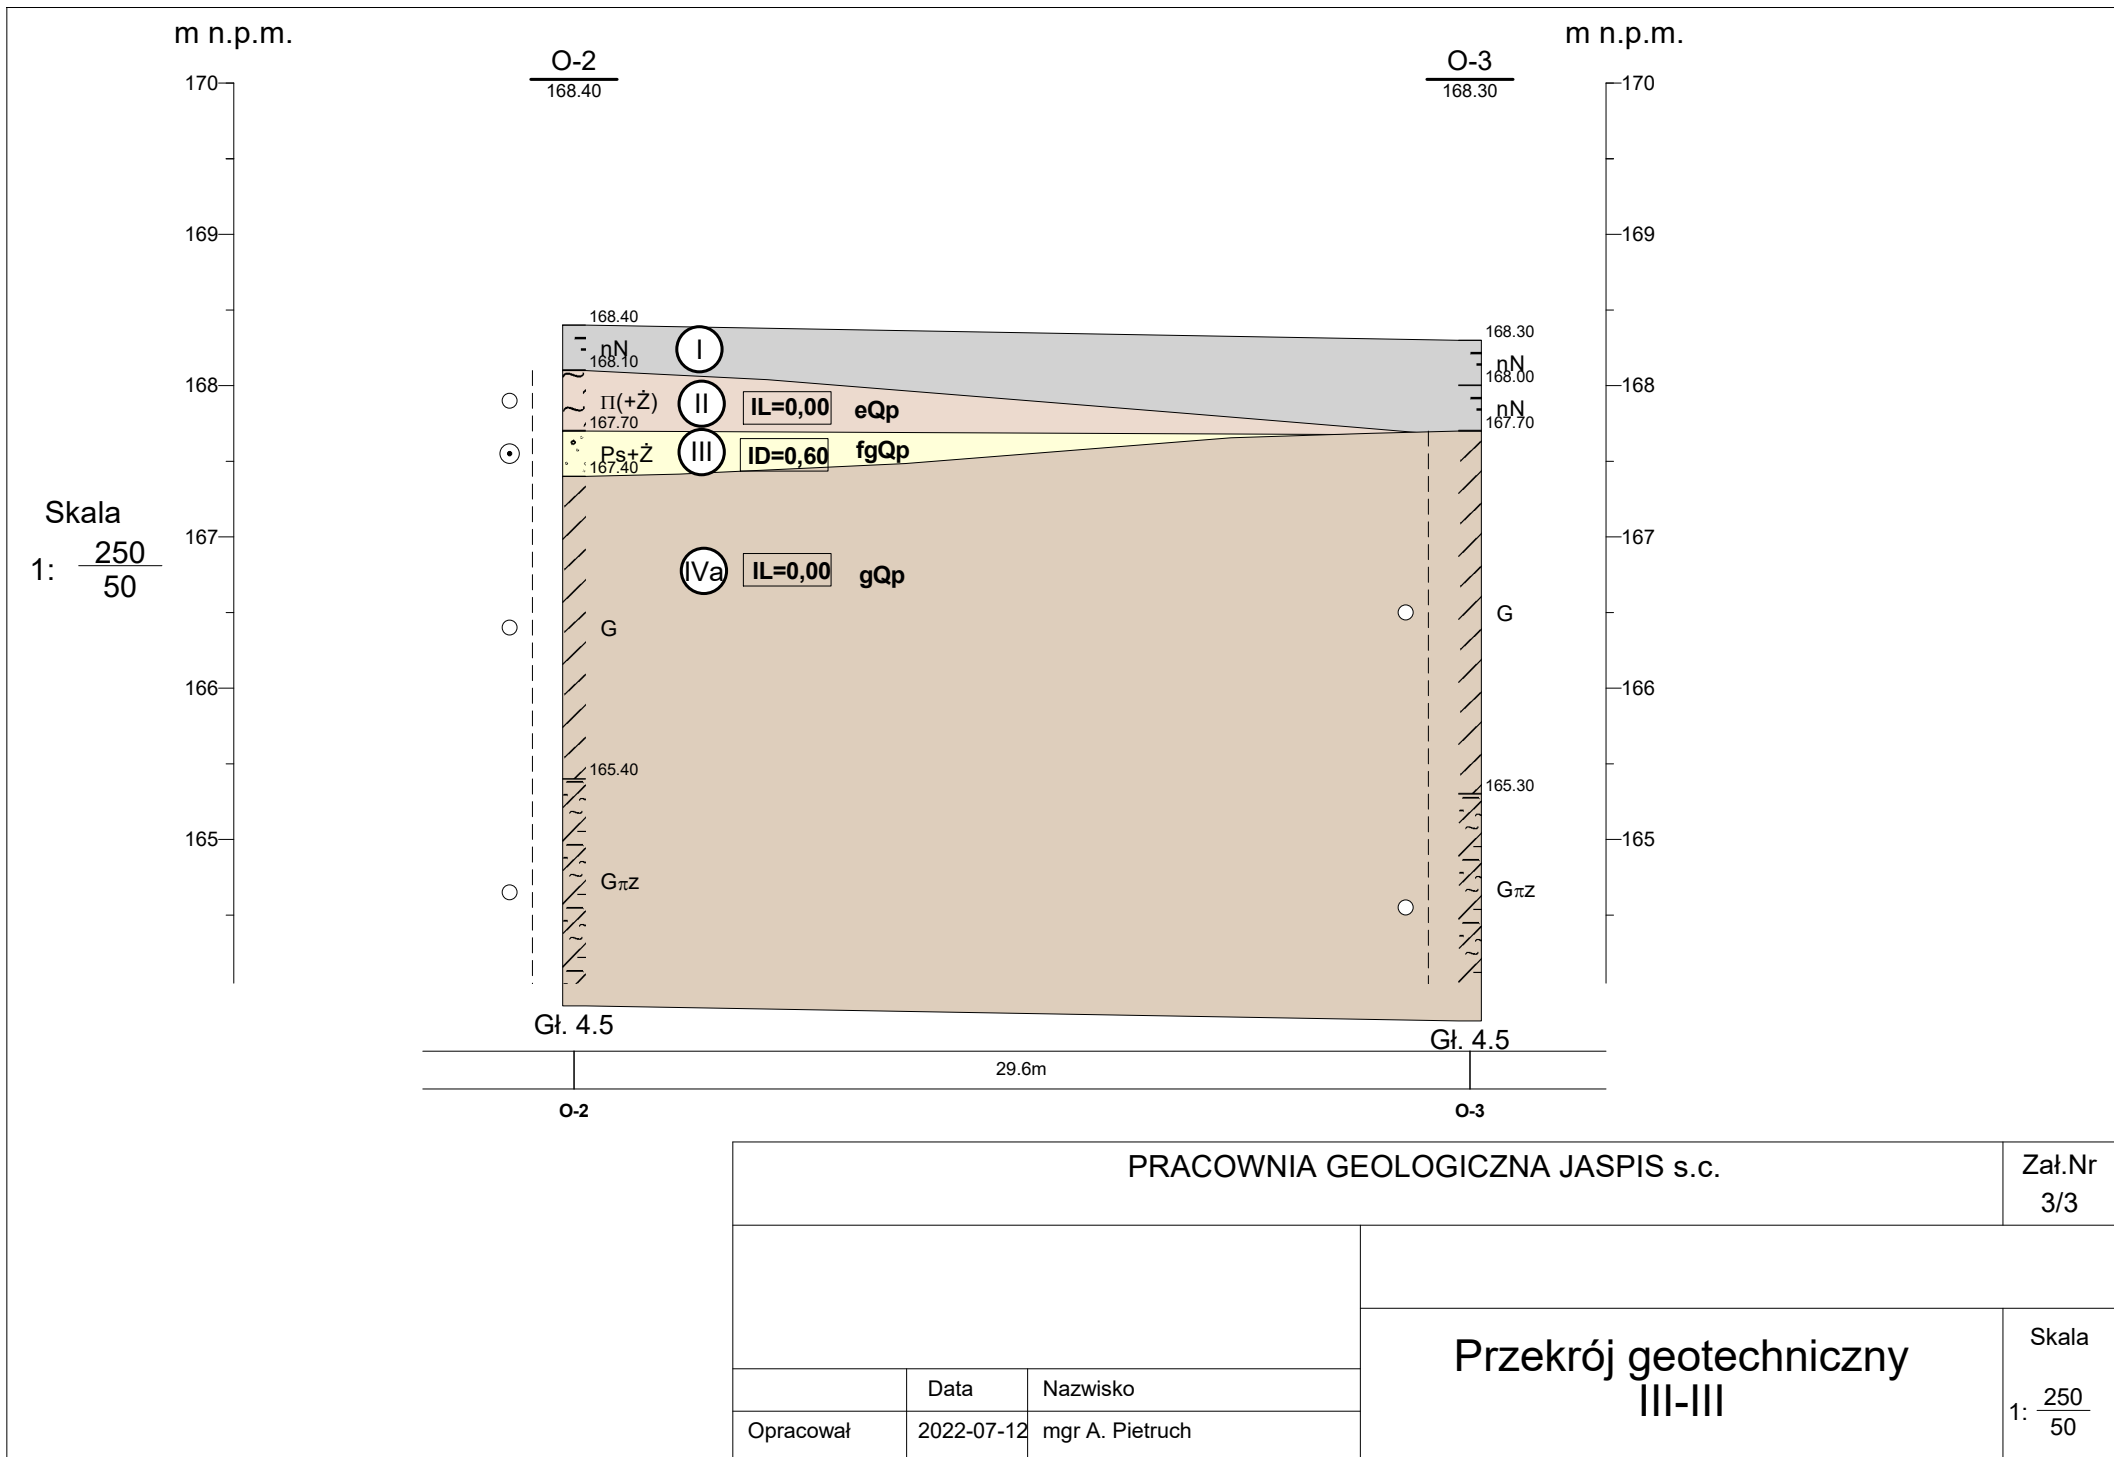 m n.p.m.
m n.p.m.
O-2
168.40
O-3
168.30
170
170
169
169
168.40
nN
I
168.10
168.30
nN
168.00
168
168
Π(+Ż)
II
IL=0,00
eQp
nN
167.70
167.70
Ps+Ż
III
ID=0,60
fgQp
167.40
Skala
1: 250
50
167
167
IVa
IL=0,00
gQp
G
G
166
166
165.40
165.30
165
165
Gπz
Gπz
Gł. 4.5
Gł. 4.5
29.6m
O-2
O-3
PRACOWNIA GEOLOGICZNA JASPIS s.c.
Zał.Nr
3/3
Przekrój geotechniczny
III-III
Skala
1: 250
50
Data
Nazwisko
Opracował
2022-07-12
mgr A. Pietruch